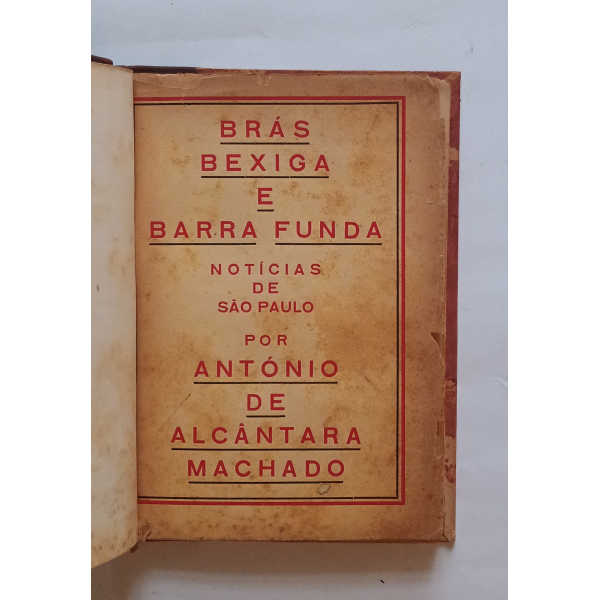 BRÁS
BEXIGA
E
BARRA FUNDA
NOTÍCIAS
DE
SÃO PAULO
POR
ANTÓNIO
DE
ALCÂNTARA
MACHADO